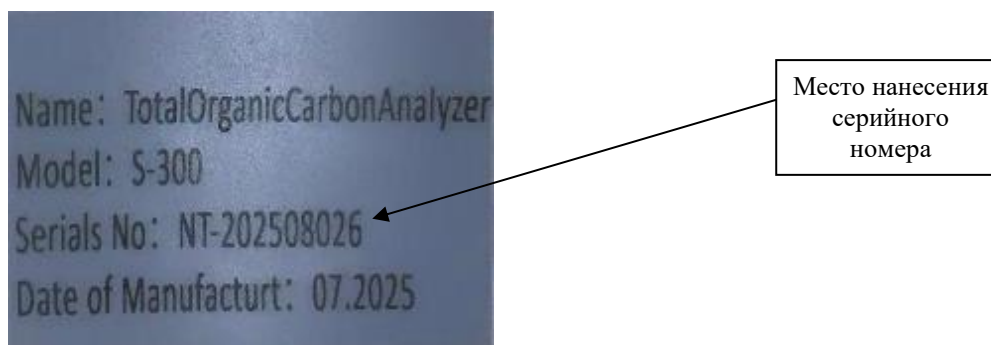 Name: TotalOrganicCarbonAnalyzer
Model: S-300
Serials No: NT-202508026
Date of Manufacturt: 07.2025
Место нанесения
серийного
номера